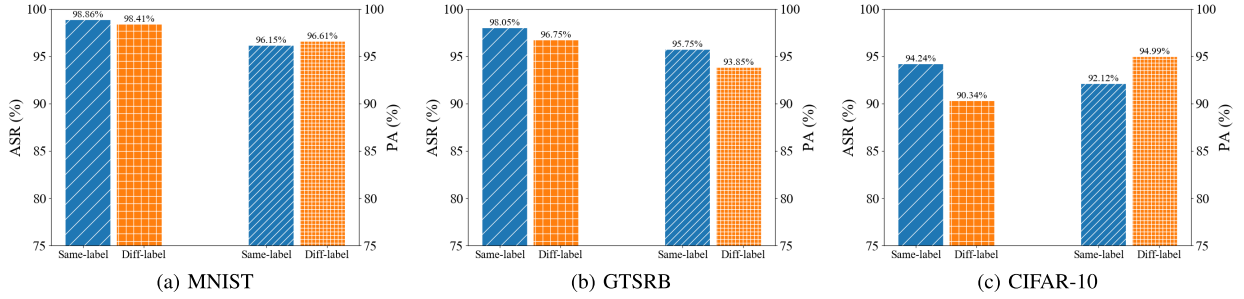 100
95
90
85
80
75
ASR (%)
98.86%
98.41%
96.15%
96.61%
Same-label
Diff-label
Same-label
Diff-label
100
95
90
85
80
75
PA (%)
(a) MNIST
100
95
90
85
80
75
ASR (%)
98.05%
96.75%
95.75%
93.85%
Same-label
Diff-label
Same-label
Diff-label
100
95
90
85
80
75
PA (%)
(b) GTSRB
100
95
90
85
80
75
ASR (%)
94.24%
90.34%
92.12%
94.99%
Same-label
Diff-label
Same-label
Diff-label
100
95
90
85
80
75
PA (%)
(c) CIFAR-10